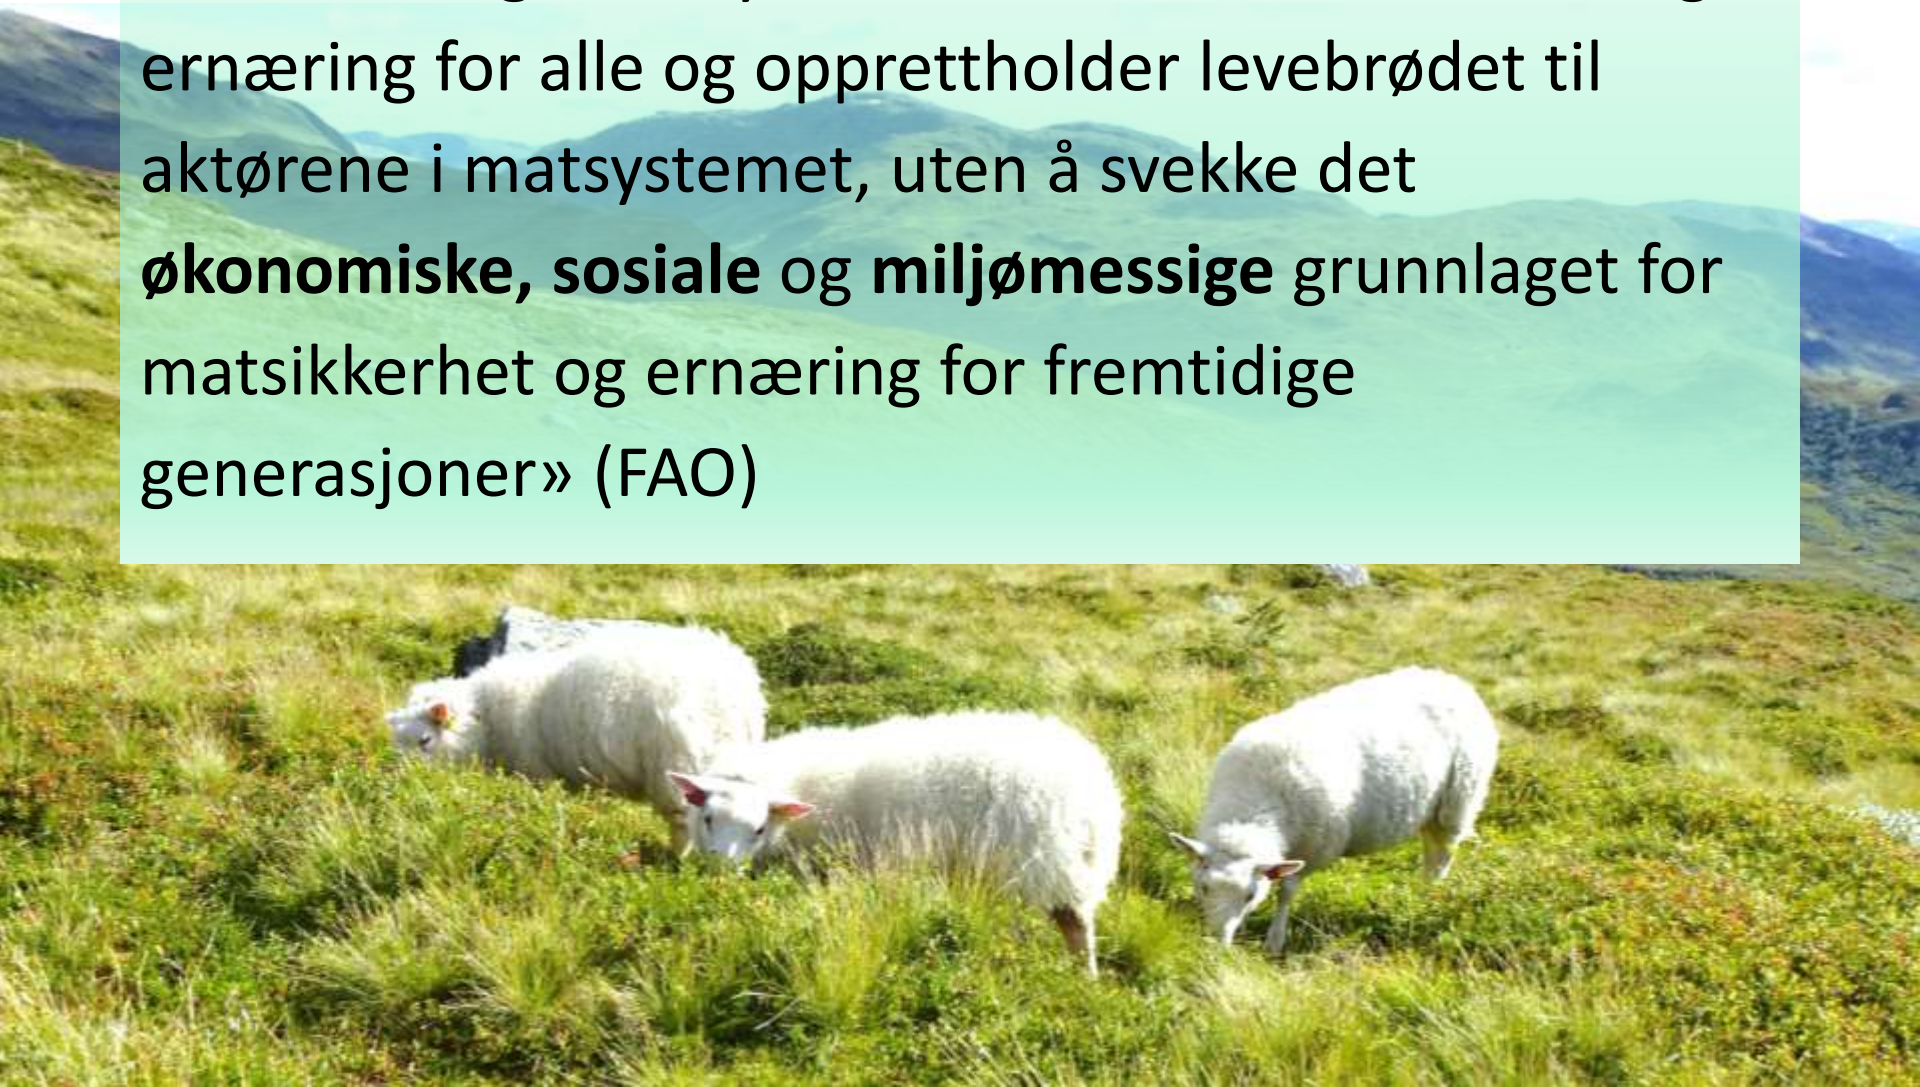 ernæring for alle og opprettholder levebrødet til
aktørene i matsystemet, uten å svekke det
økonomiske, sosiale og miljømessige grunnlaget for
matsikkerhet og ernæring for fremtidige
generasjoner» (FAO)